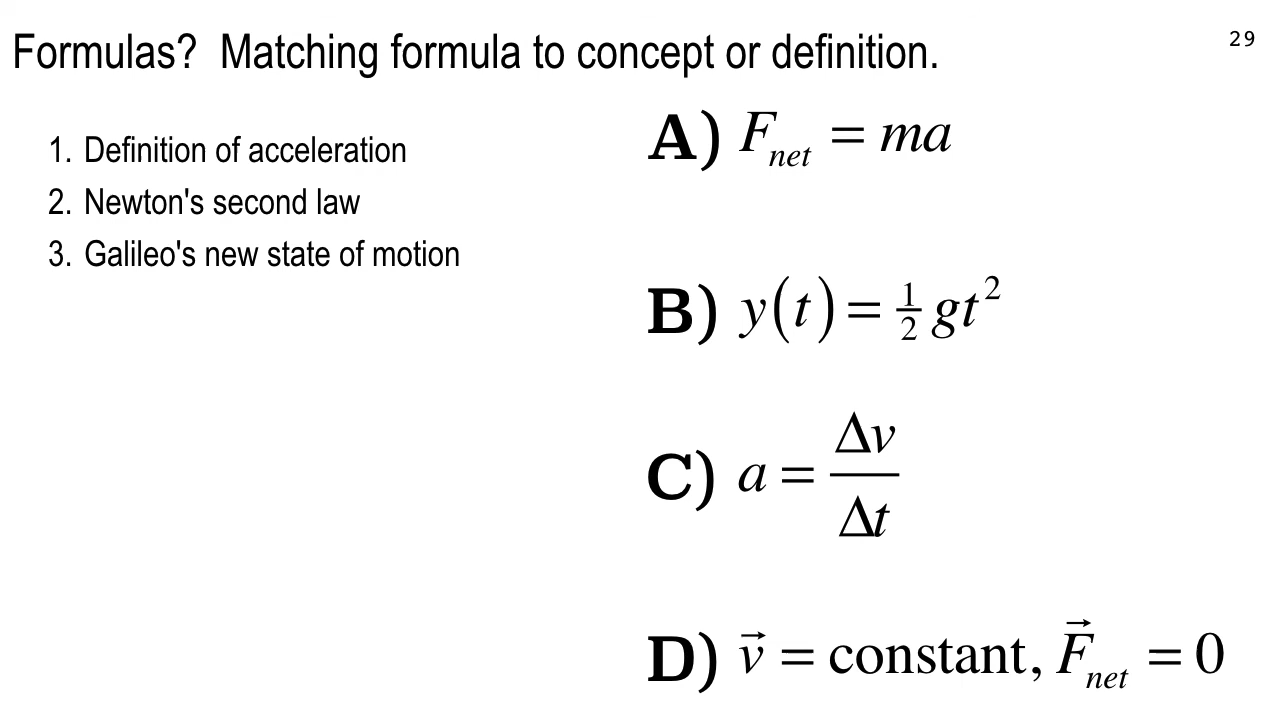 Formulas?  Matching formula to concept or definition.
29
1. Definition of acceleration
2. Newton's second law
3. Galileo's new state of motion
A) F_net = ma
B) y(t) = ½ gt²
C) a = Δv/Δt
D) v⃗ = constant, F⃗_net = 0